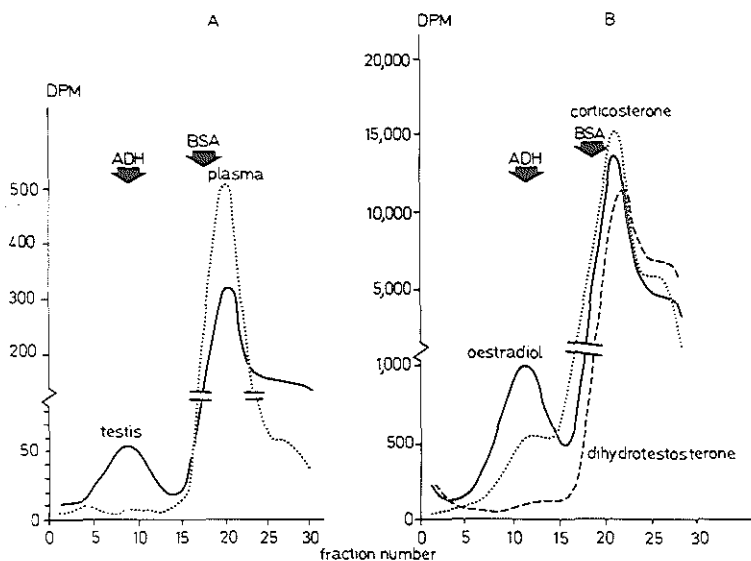 A
B
DPM
DPM
20,000
corticosterone
15,000
BSA
BSA
ADH
ADH
plasma
500
400
10,000
300
5,000
200
oestradiol
1,000
testis
50
500
dihydrotestosterone
0
0
0 5 10 15 20 25 30
0 5 10 15 20 25 30
fraction number